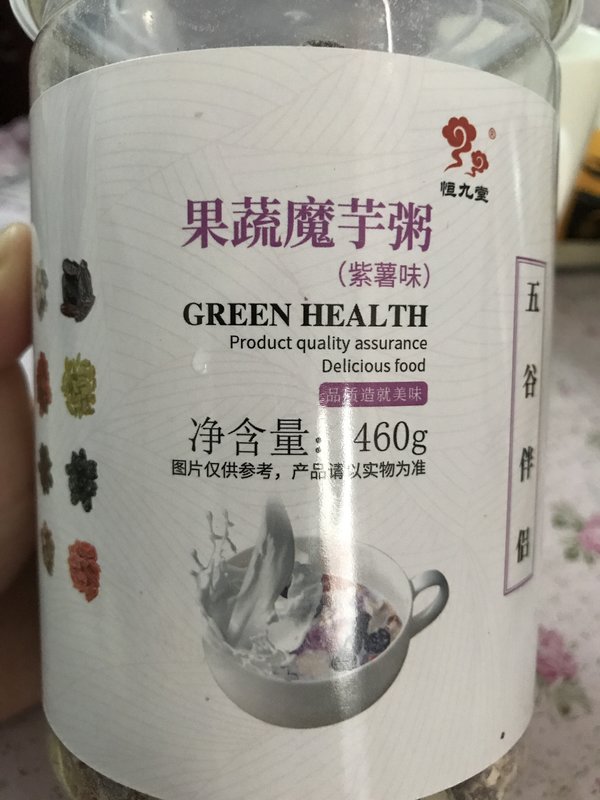 ®
恒九堂
果蔬魔芋粥
（紫薯味）
GREEN HEALTH
Product quality assurance
Delicious food
品质造就美味
净含量：460g
图片仅供参考，产品请以实物为准
五谷伴侣